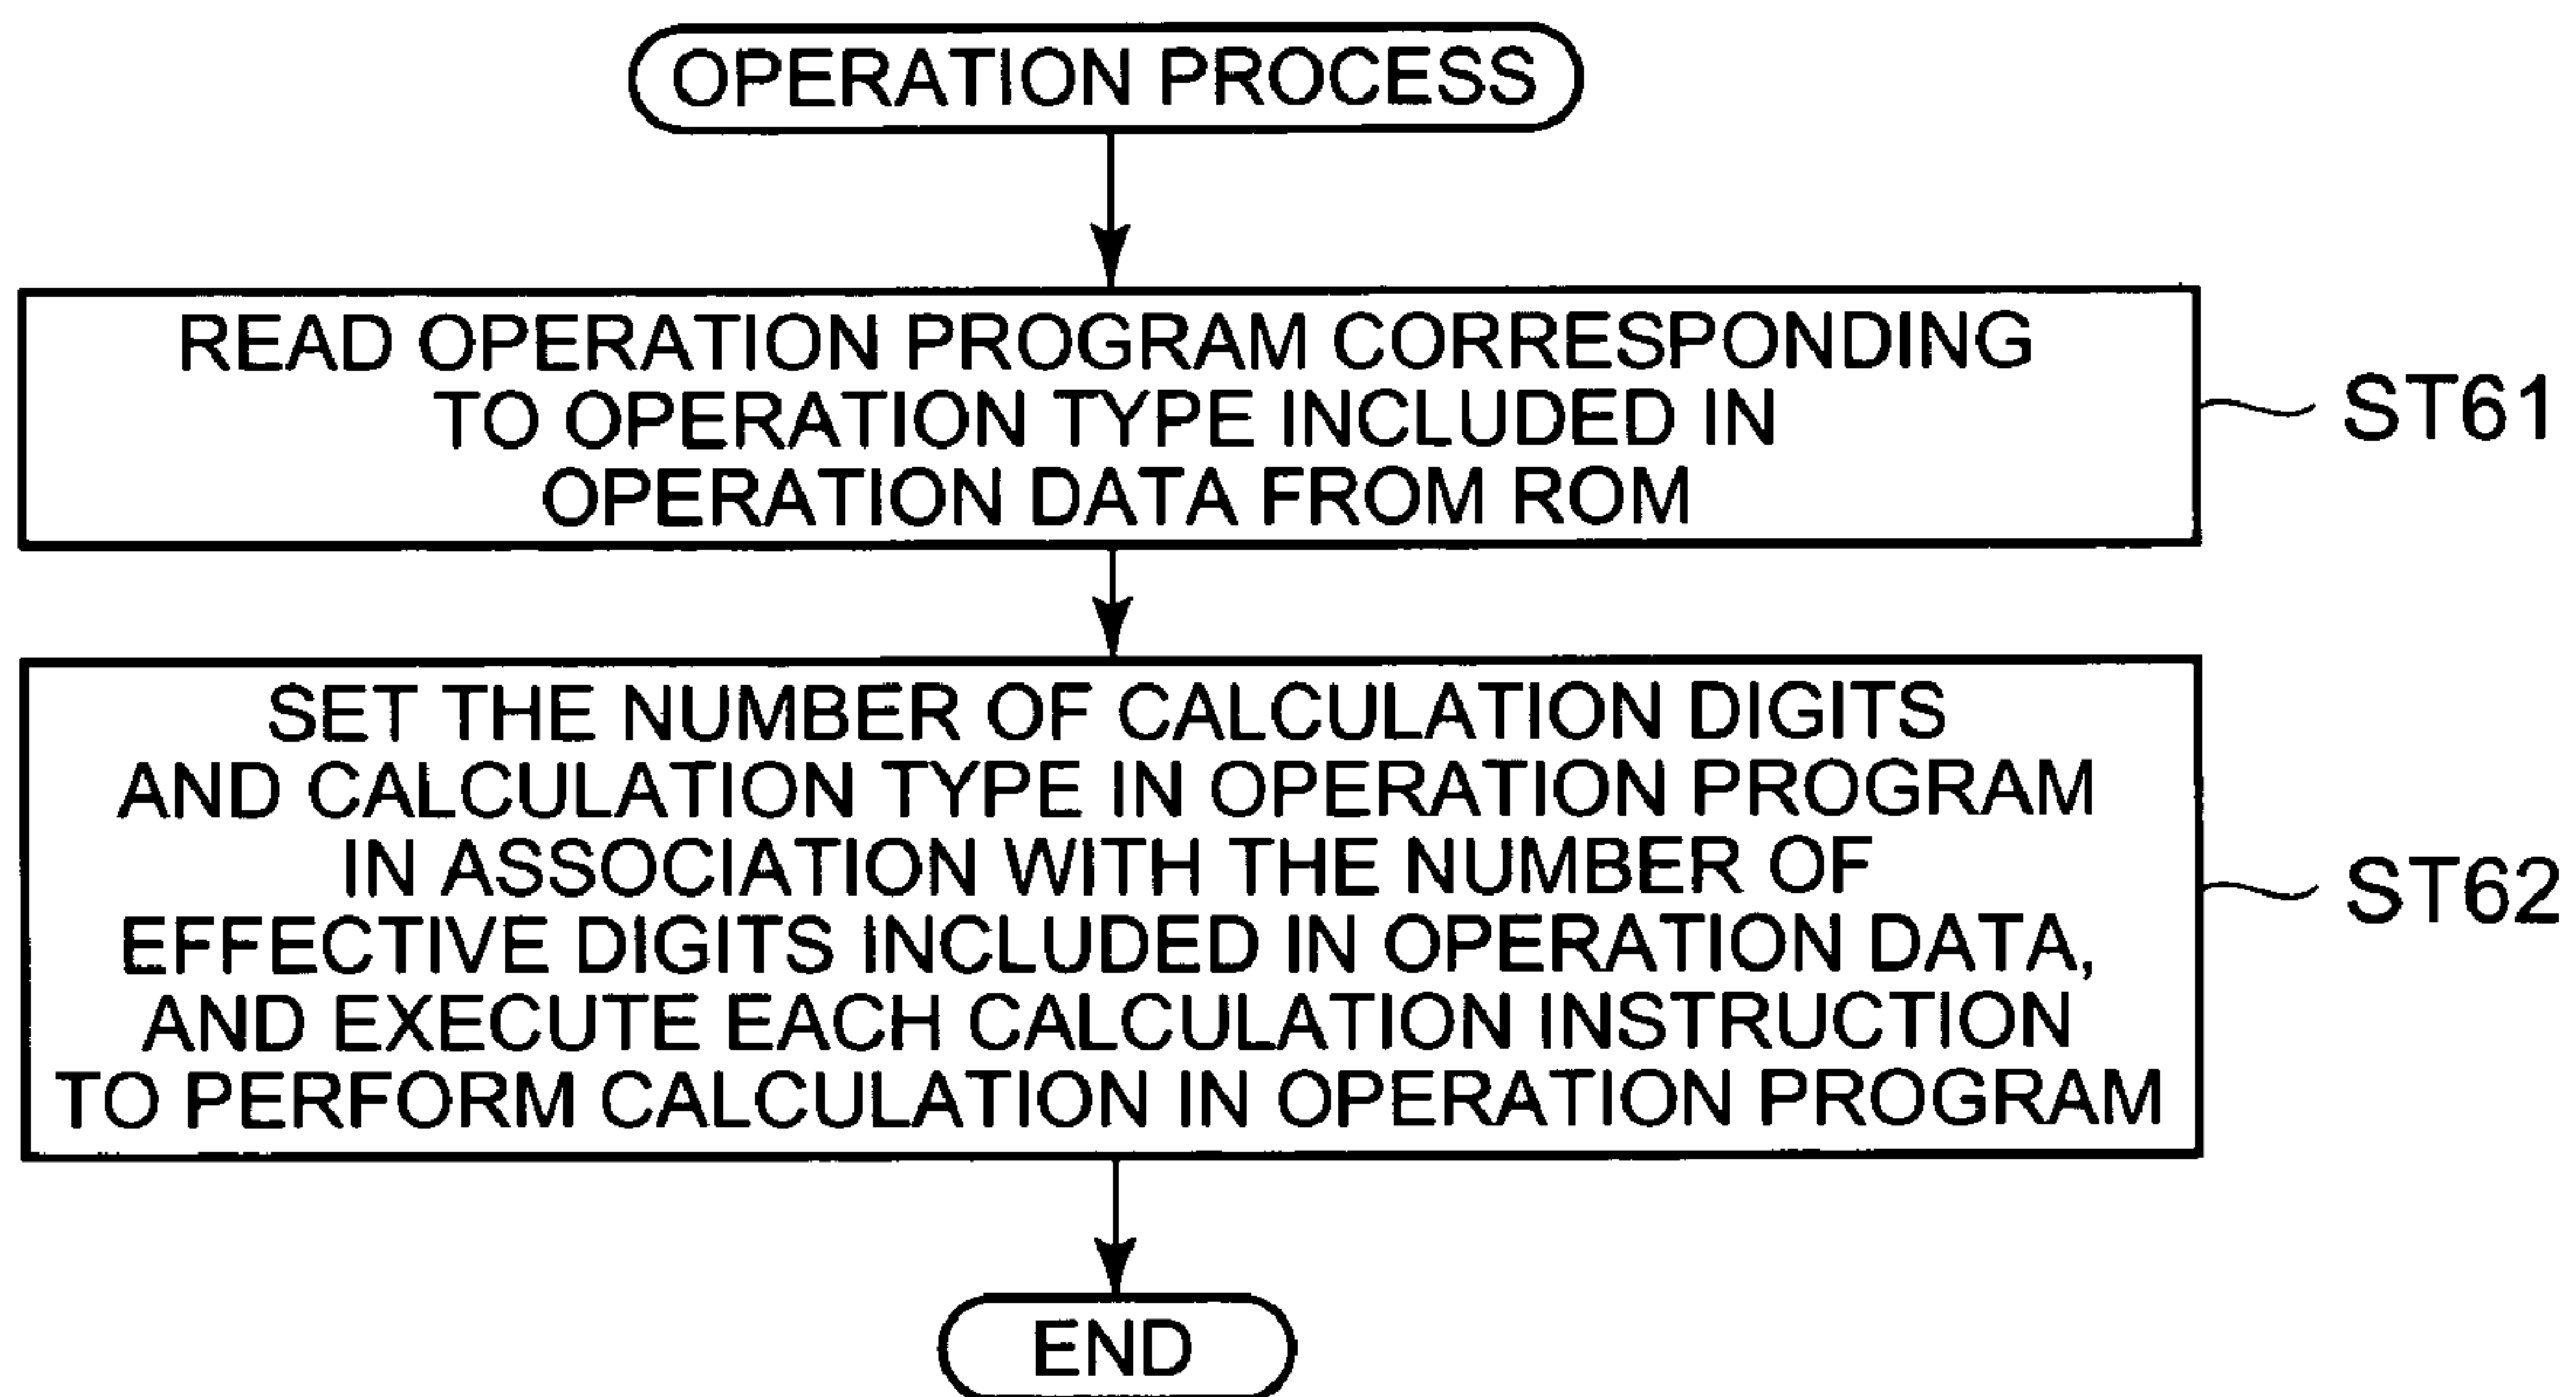 OPERATION PROCESS
READ OPERATION PROGRAM CORRESPONDING
TO OPERATION TYPE INCLUDED IN
OPERATION DATA FROM ROM
ST61
SET THE NUMBER OF CALCULATION DIGITS
AND CALCULATION TYPE IN OPERATION PROGRAM
IN ASSOCIATION WITH THE NUMBER OF
EFFECTIVE DIGITS INCLUDED IN OPERATION DATA,
AND EXECUTE EACH CALCULATION INSTRUCTION
TO PERFORM CALCULATION IN OPERATION PROGRAM
ST62
END